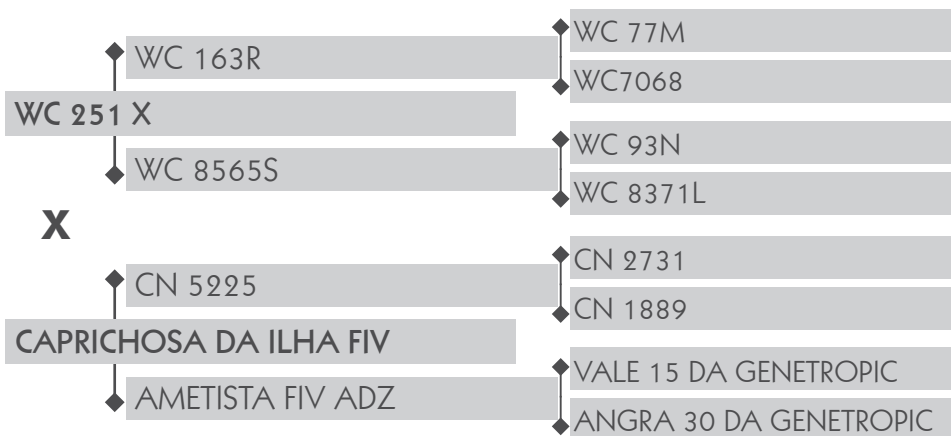 WC 77M
WC 163R
WC7068
WC 251 X
WC 93N
WC 8565S
WC 8371L
X
CN 2731
CN 5225
CN 1889
CAPRICHOSA DA ILHA FIV
VALE 15 DA GENETROPIC
AMETISTA FIV ADZ
ANGRA 30 DA GENETROPIC